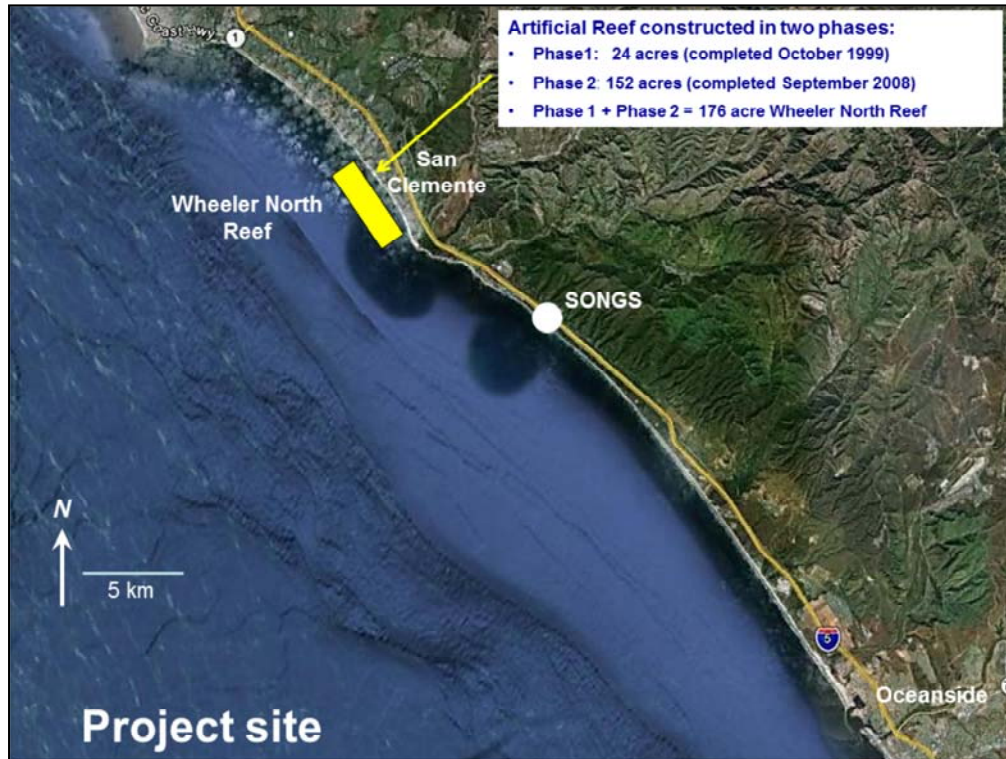 Artificial Reef constructed in two phases:
• Phase1: 24 acres (completed October 1999)
• Phase 2: 152 acres (completed September 2008)
• Phase 1 + Phase 2 = 176 acre Wheeler North Reef
Coast Hwy
1
San
Clemente
Wheeler North
Reef
SONGS
N
5 km
5
Oceanside
Project site